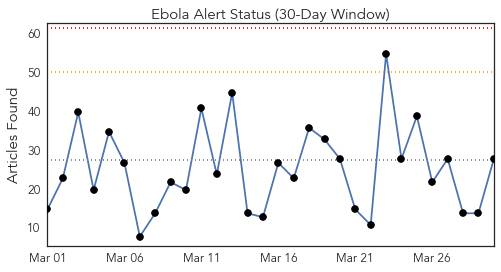 Ebola Alert Status (30-Day Window)
Articles Found
60
50
40
30
20
10
Mar 01
Mar 06
Mar 11
Mar 16
Mar 21
Mar 26